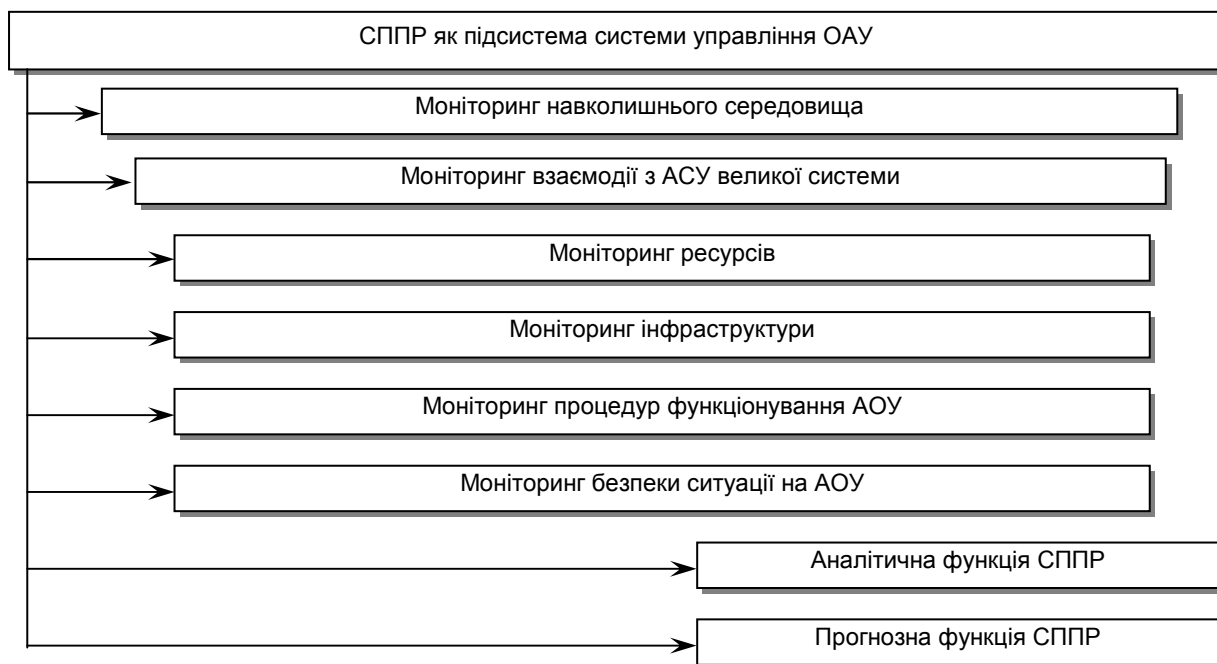 СППР як підсистема системи управління ОАУ
Моніторинг навколишнього середовища
Моніторинг взаємодії з АСУ великої системи
Моніторинг ресурсів
Моніторинг інфраструктури
Моніторинг процедур функціонування АОУ
Моніторинг безпеки ситуації на АОУ
Аналітична функція СППР
Прогнозна функція СППР